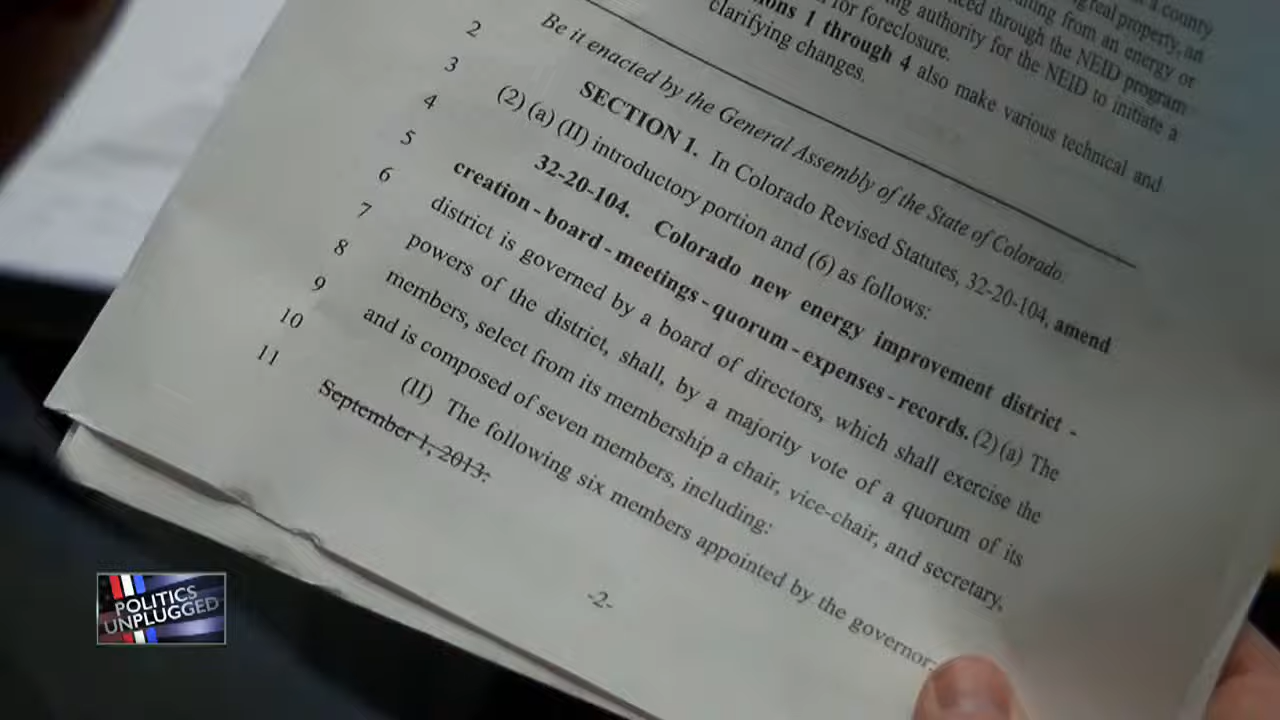 a county
real property, an
from an energy or
through the NEID program
authority for the NEID to initiate a
for foreclosure.
1 through 4 also make various technical and
clarifying changes.
Be it enacted by the General Assembly of the State of Colorado.
2 SECTION 1. In Colorado Revised Statutes, 32-20-104, amend
3 (2) (a) (II) introductory portion and (6) as follows:
4 32-20-104. Colorado new energy improvement district -
5 creation - board - meetings - quorum - expenses - records. (2) (a) The
6 district is governed by a board of directors, which shall exercise the
7 powers of the district, shall, by a majority vote of a quorum of its
8 members, select from its membership a chair, vice-chair, and secretary,
9 and is composed of seven members, including:
10 (II) The following six members appointed by the governor:
11 September 1, 2013:
-2-
POLITICS
UNPLUGGED